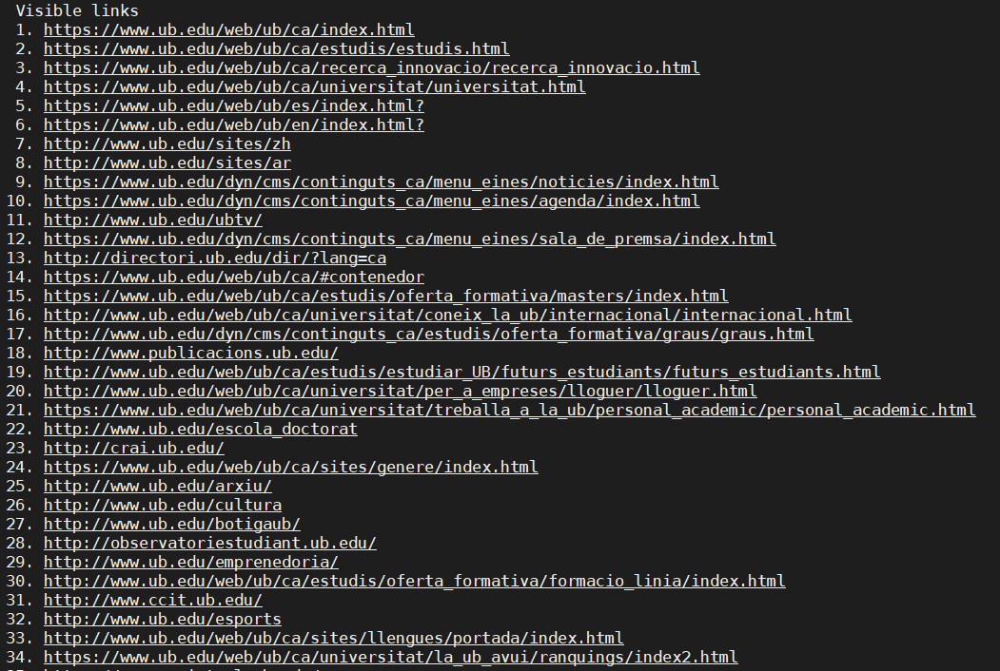 Visible links
1. https://www.ub.edu/web/ub/ca/index.html
2. https://www.ub.edu/web/ub/ca/estudis/estudis.html
3. https://www.ub.edu/web/ub/ca/recerca_innovacio/recerca_innovacio.html
4. https://www.ub.edu/web/ub/ca/universitat/universitat.html
5. https://www.ub.edu/web/ub/es/index.html?
6. https://www.ub.edu/web/ub/en/index.html?
7. http://www.ub.edu/sites/zh
8. http://www.ub.edu/sites/ar
9. https://www.ub.edu/dyn/cms/continguts_ca/menu_eines/noticies/index.html
10. https://www.ub.edu/dyn/cms/continguts_ca/menu_eines/agenda/index.html
11. http://www.ub.edu/ubtv/
12. https://www.ub.edu/dyn/cms/continguts_ca/menu_eines/sala_de_premsa/index.html
13. http://directori.ub.edu/dir/?lang=ca
14. https://www.ub.edu/web/ub/ca/#contenedor
15. https://www.ub.edu/web/ub/ca/estudis/oferta_formativa/masters/index.html
16. http://www.ub.edu/web/ub/ca/universitat/coneix_la_ub/internacional/internacional.html
17. http://www.ub.edu/dyn/cms/continguts_ca/estudis/oferta_formativa/graus/graus.html
18. http://www.publicacions.ub.edu/
19. http://www.ub.edu/web/ub/ca/estudis/estudiar_UB/futurs_estudiants/futurs_estudiants.html
20. http://www.ub.edu/web/ub/ca/universitat/per_a_empreses/lloguer/lloguer.html
21. https://www.ub.edu/web/ub/ca/universitat/treballa_a_la_ub/personal_academic/personal_academic.html
22. http://www.ub.edu/escola_doctorat
23. http://crai.ub.edu/
24. https://www.ub.edu/web/ub/ca/sites/genere/index.html
25. http://www.ub.edu/arxiu/
26. http://www.ub.edu/cultura
27. http://www.ub.edu/botigaub/
28. http://observatoriestudiant.ub.edu/
29. http://www.ub.edu/emprenedoria/
30. http://www.ub.edu/web/ub/ca/estudis/oferta_formativa/formacio_linia/index.html
31. http://www.ccit.ub.edu/
32. http://www.ub.edu/esports
33. http://www.ub.edu/web/ub/ca/sites/llengues/portada/index.html
34. https://www.ub.edu/web/ub/ca/universitat/la_ub_avui/ranquings/index2.html